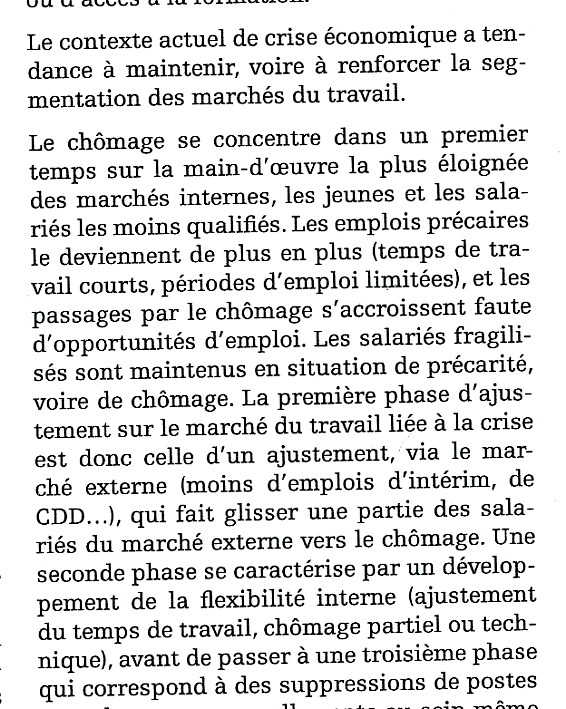 ou d'accès à la formation.
Le contexte actuel de crise économique a ten-
dance à maintenir, voire à renforcer la seg-
mentation des marchés du travail.
Le chômage se concentre dans un premier
temps sur la main-d'œuvre la plus éloignée
des marchés internes, les jeunes et les sala-
riés les moins qualifiés. Les emplois précaires
le deviennent de plus en plus (temps de tra-
vail courts, périodes d'emploi limitées), et les
passages par le chômage s'accroissent faute
d'opportunités d'emploi. Les salariés fragili-
sés sont maintenus en situation de précarité,
voire de chômage. La première phase d'ajus-
tement sur le marché du travail liée à la crise
est donc celle d'un ajustement, via le mar-
ché externe (moins d'emplois d'intérim, de
CDD...), qui fait glisser une partie des sala-
riés du marché externe vers le chômage. Une
seconde phase se caractérise par un dévelop-
pement de la flexibilité interne (ajustement
du temps de travail, chômage partiel ou tech-
nique), avant de passer à une troisième phase
qui correspond à des suppressions de postes
au sein même